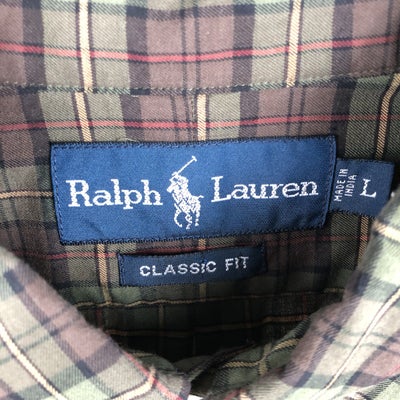 Ralph Lauren
MADE IN
INDIA
L
CLASSIC FIT